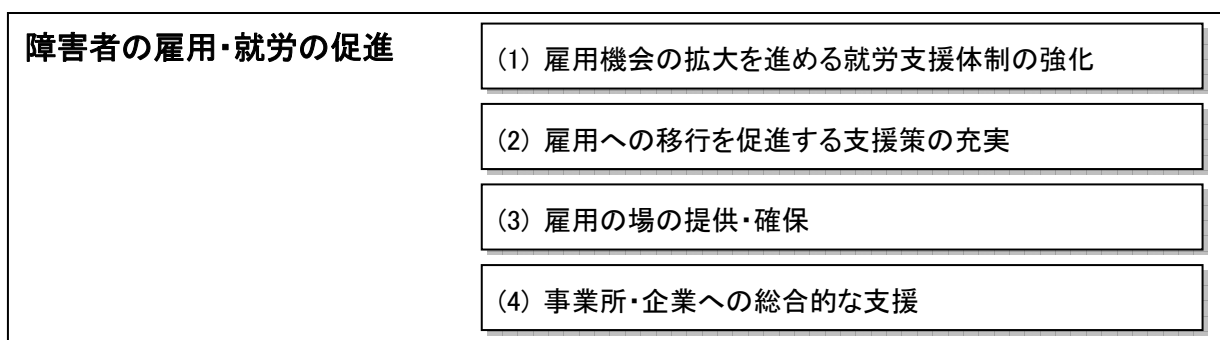 障害者の雇用・就労の促進
(1) 雇用機会の拡大を進める就労支援体制の強化
(2) 雇用への移行を促進する支援策の充実
(3) 雇用の場の提供・確保
(4) 事業所・企業への総合的な支援